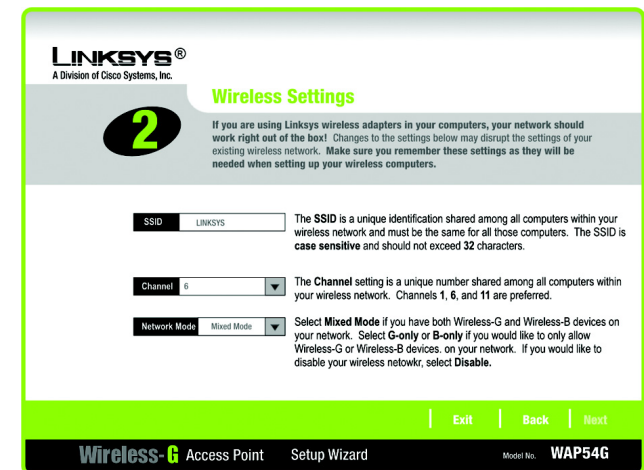 LINKSYS®
A Division of Cisco Systems, Inc.
Wireless Settings
2
If you are using Linksys wireless adapters in your computers, your network should
work right out of the box! Changes to the settings below may disrupt the settings of your
existing wireless network. Make sure you remember these settings as they will be
needed when setting up your wireless computers.
SSID LINKSYS
The SSID is a unique identification shared among all computers within your
wireless network and must be the same for all those computers. The SSID is
case sensitive and should not exceed 32 characters.
Channel 6
The Channel setting is a unique number shared among all computers within
your wireless network. Channels 1, 6, and 11 are preferred.
Network Mode Mixed Mode
Select Mixed Mode if you have both Wireless-G and Wireless-B devices on
your network. Select G-only or B-only if you would like to only allow
Wireless-G or Wireless-B devices. on your network. If you would like to
disable your wireless netowkr, select Disable.
Exit Back Next
Wireless-G Access Point Setup Wizard Model No. WAP54G